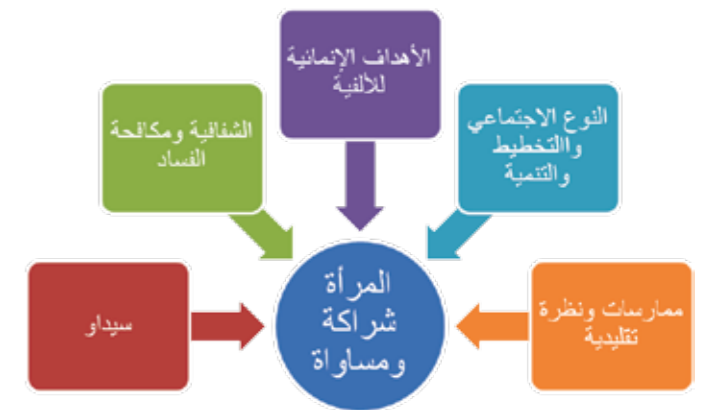 الأهداف الإنمائية
للألفية
النوع الاجتماعي
واالتخطيط
والتنمية
الشفافية ومكافحة
الفساد
ممارسات ونظرة
تقليدية
سيداو
المرأة
شراكة
ومساواة